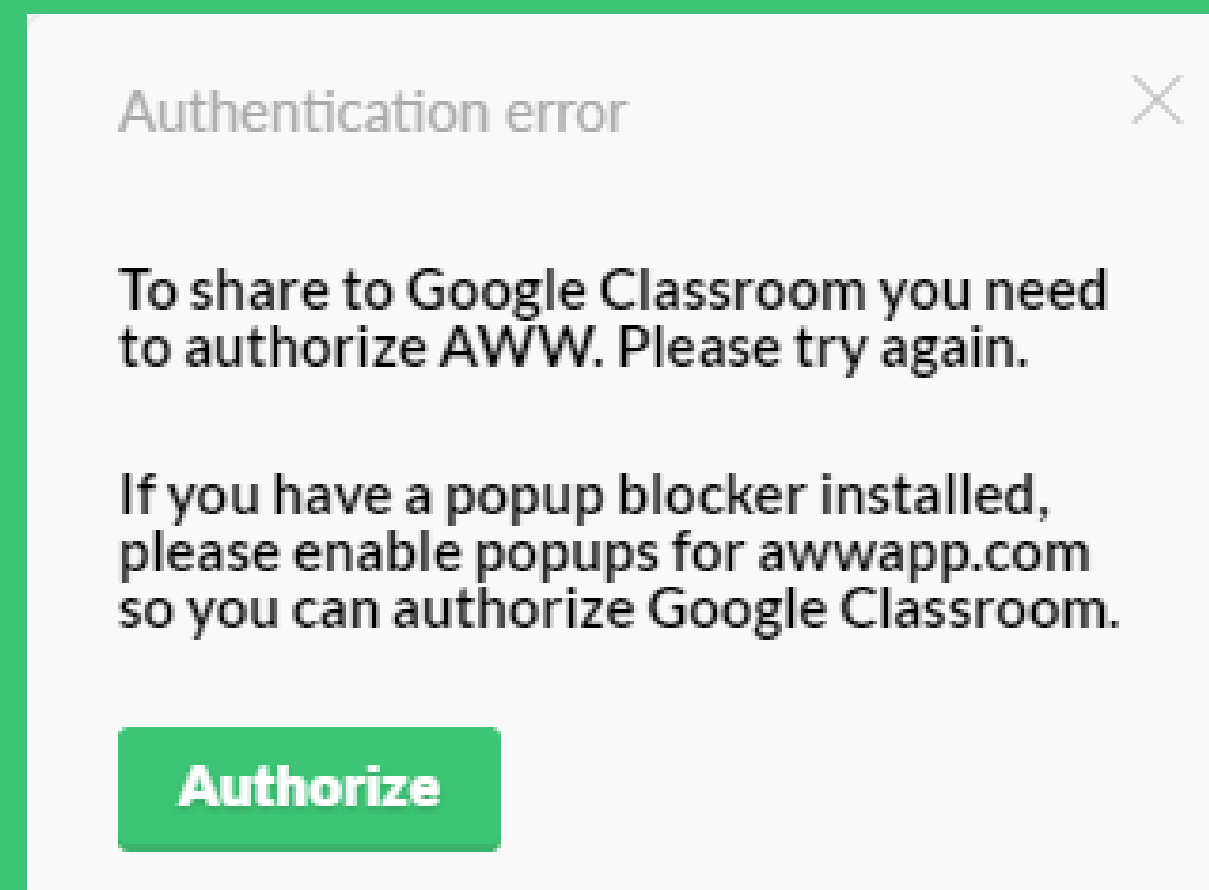 Authentication error
To share to Google Classroom you need
to authorize AWW. Please try again.
If you have a popup blocker installed,
please enable popups for awwapp.com
so you can authorize Google Classroom.
Authorize